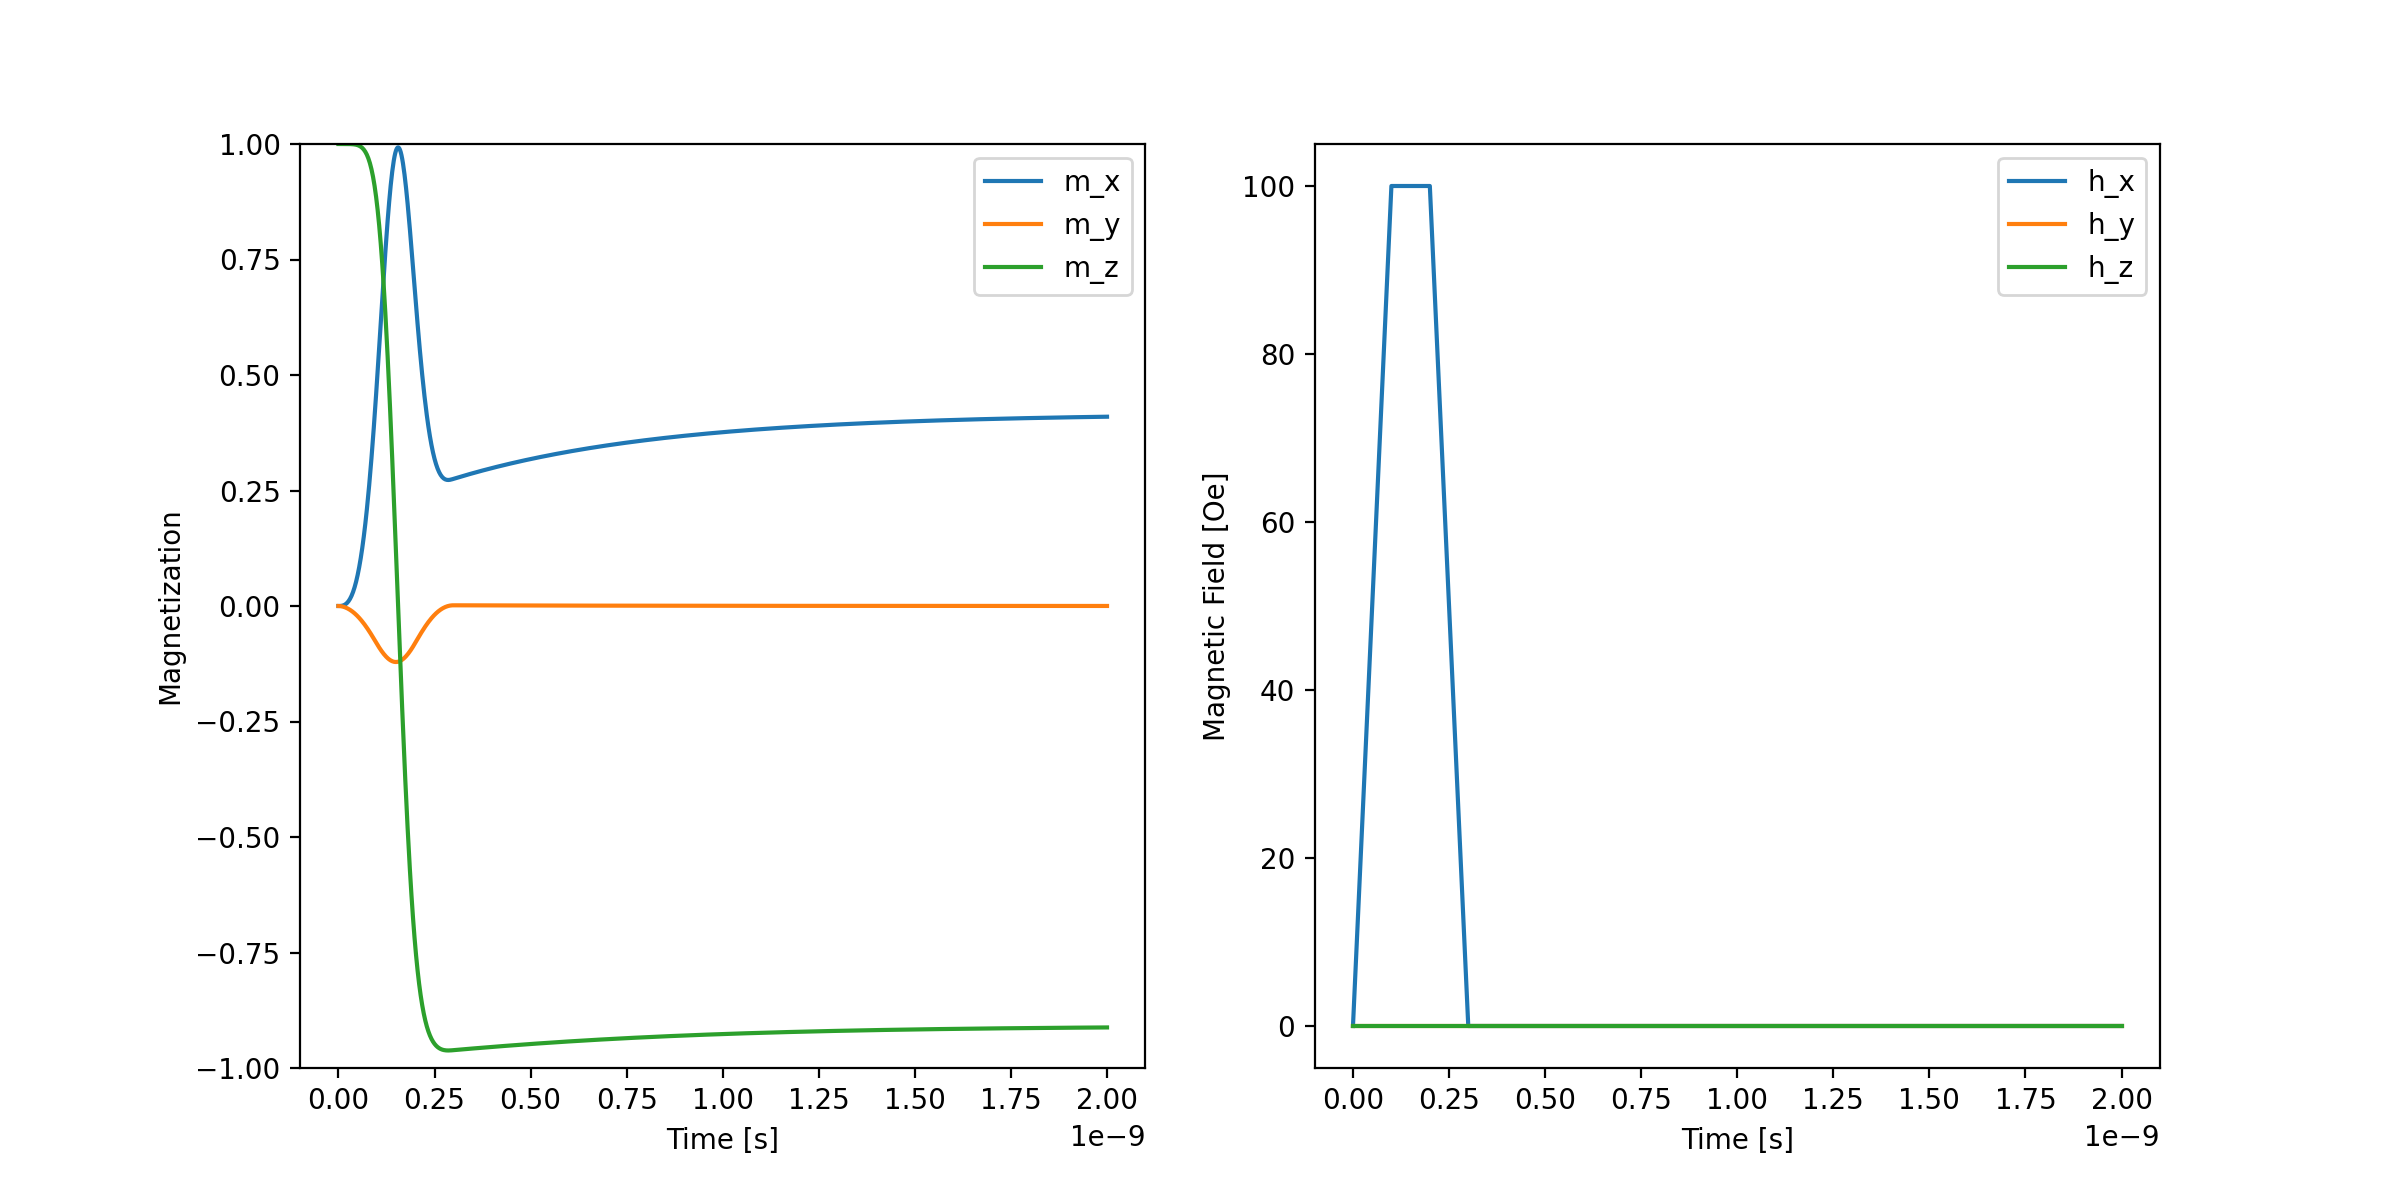 1.00
0.75
0.50
0.25
0.00
−0.25
−0.50
−0.75
−1.00
Magnetization
m_x
m_y
m_z
0.00 0.25 0.50 0.75 1.00 1.25 1.50 1.75 2.00
Time [s]
1e−9
100
80
60
40
20
0
Magnetic Field [Oe]
h_x
h_y
h_z
0.00 0.25 0.50 0.75 1.00 1.25 1.50 1.75 2.00
Time [s]
1e−9